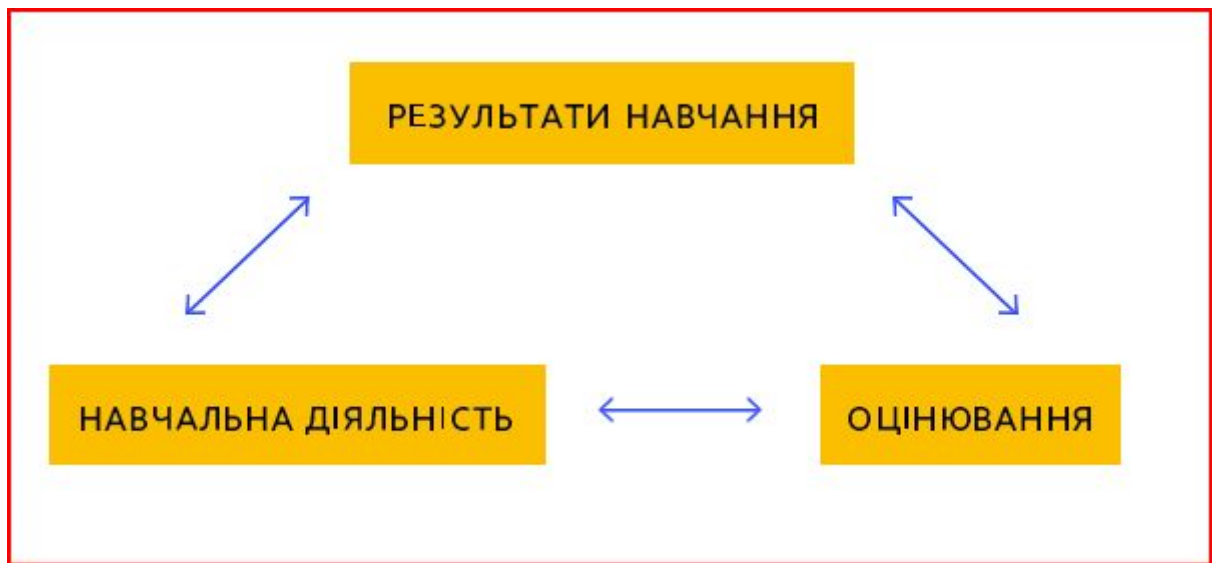 РЕЗУЛЬТАТИ НАВЧАННЯ
НАВЧАЛЬНА ДІЯЛЬНІСТЬ
ОЦІНЮВАННЯ